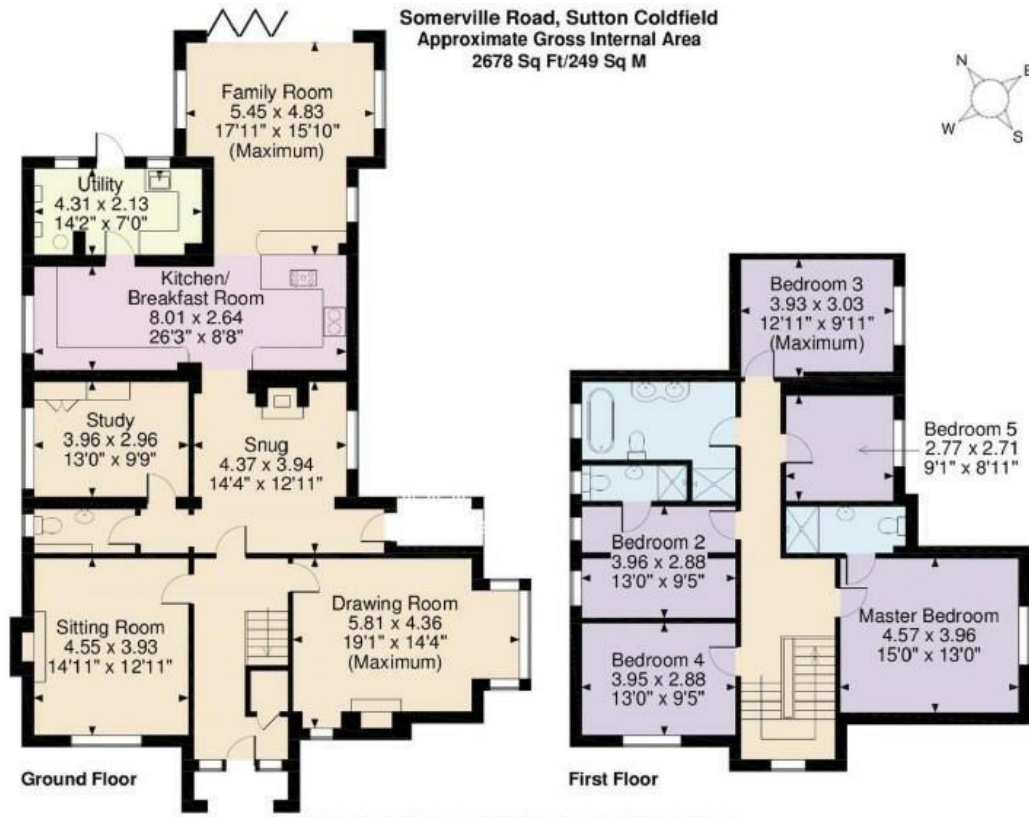 Somerville Road, Sutton Coldfield
Approximate Gross Internal Area
2678 Sq Ft/249 Sq M
N
E
W
S
Family Room
5.45 x 4.83
17'11" x 15'10"
(Maximum)
Utility
4.31 x 2.13
14'2" x 7'0"
Kitchen/
Breakfast Room
8.01 x 2.64
26'3" x 8'8"
Study
3.96 x 2.96
13'0" x 9'9"
Snug
4.37 x 3.94
14'4" x 12'11"
Sitting Room
4.55 x 3.93
14'11" x 12'11"
Drawing Room
5.81 x 4.36
19'1" x 14'4"
(Maximum)
Ground Floor
Bedroom 3
3.93 x 3.03
12'11" x 9'11"
(Maximum)
Bedroom 5
2.77 x 2.71
9'1" x 8'11"
Bedroom 2
3.96 x 2.88
13'0" x 9'5"
Master Bedroom
4.57 x 3.96
15'0" x 13'0"
Bedroom 4
3.95 x 2.88
13'0" x 9'5"
First Floor